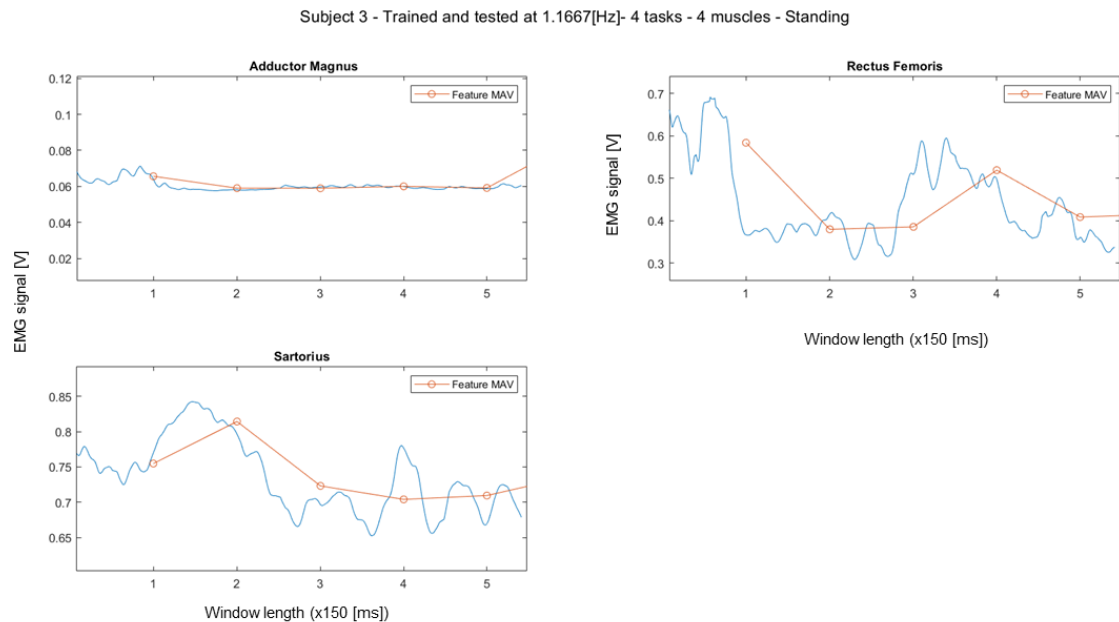 Subject 3 - Trained and tested at 1.1667[Hz]- 4 tasks - 4 muscles - Standing
Adductor Magnus
Feature MAV
0.12
0.1
0.08
0.06
0.04
0.02
1 2 3 4 5
EMG signal [V]
Rectus Femoris
Feature MAV
0.7
0.6
0.5
0.4
0.3
EMG signal [V]
1 2 3 4 5
Window length (x150 [ms])
Sartorius
Feature MAV
0.85
0.8
0.75
0.7
0.65
1 2 3 4 5
Window length (x150 [ms])